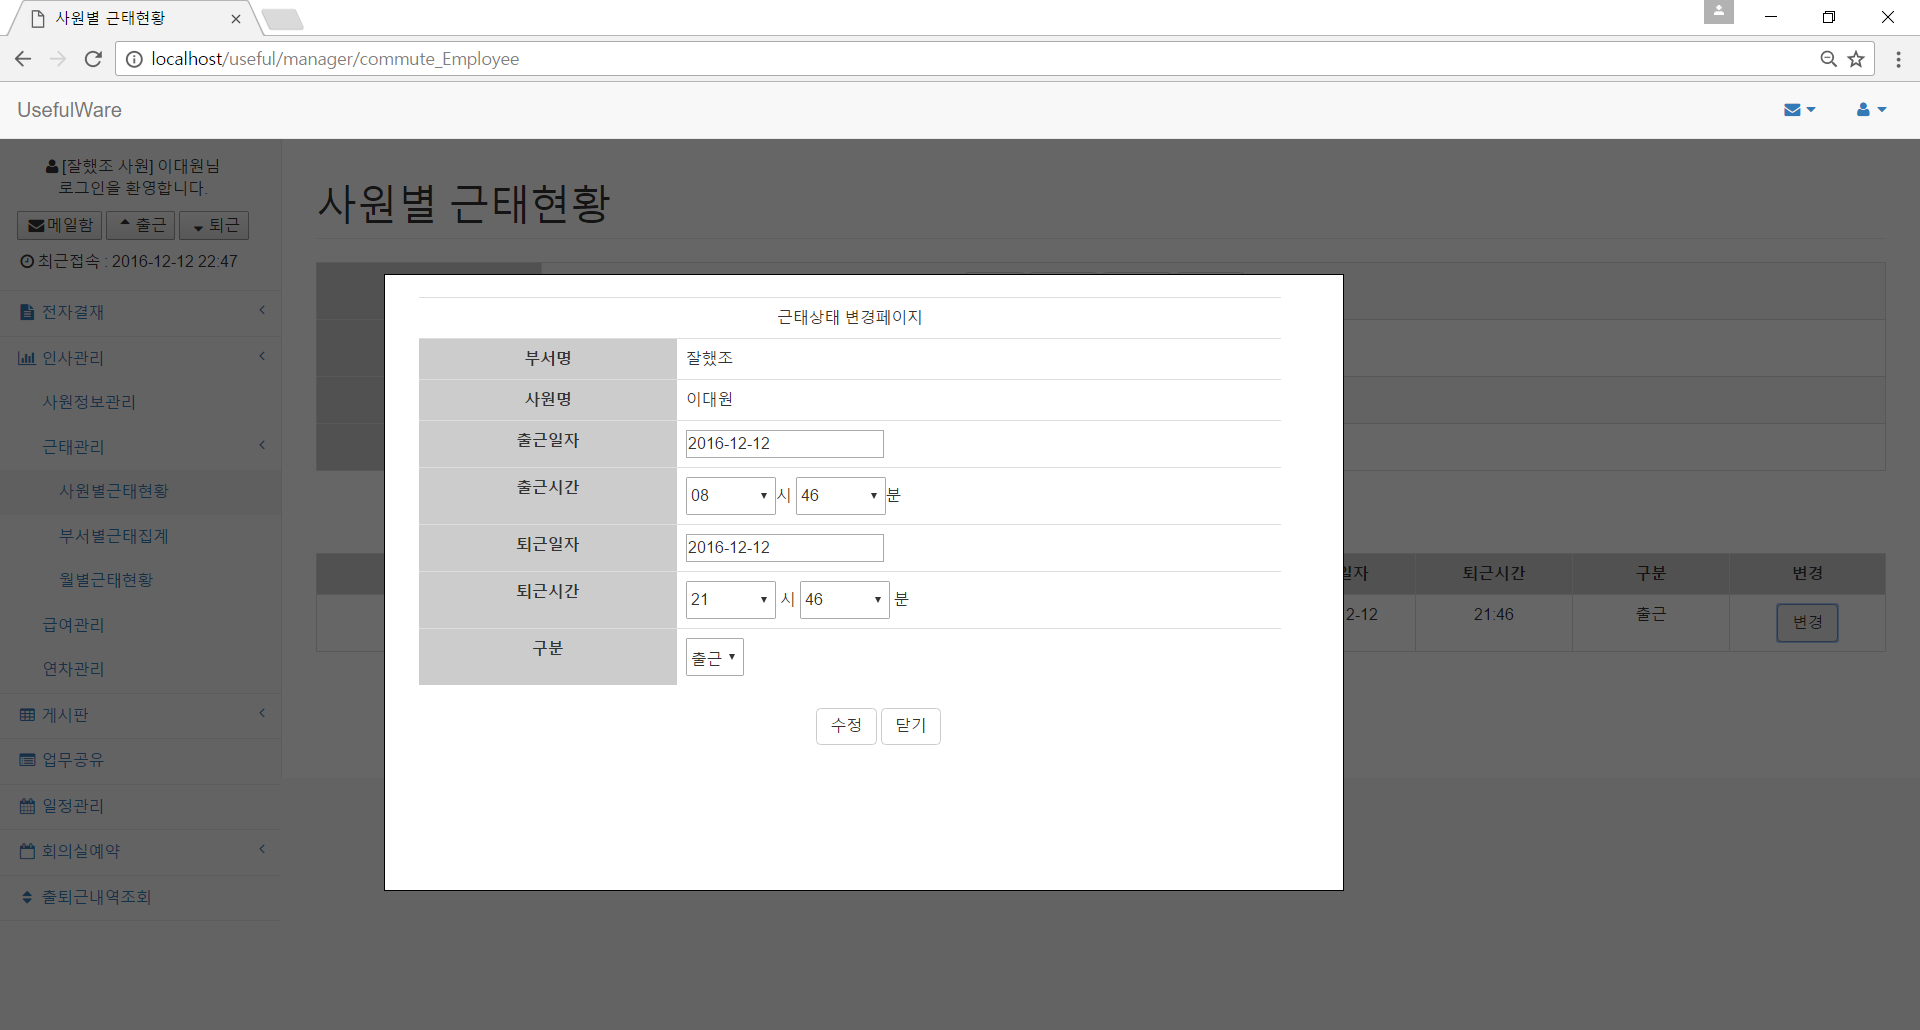 사원별 근태현황
localhost/useful/manager/commute_Employee
UsefulWare
[잘했조 사원] 이대원님
로그인을 환영합니다.
메일함 출근 퇴근
최근접속 : 2016-12-12 22:47
전자결재
인사관리
사원정보관리
근태관리
사원별근태현황
부서별근태집계
월별근태현황
급여관리
연차관리
게시판
업무공유
일정관리
회의실예약
출퇴근내역조회
사원별 근태현황
근태상태 변경페이지
부서명 잘했조
사원명 이대원
출근일자 2016-12-12
출근시간 08 시 46 분
퇴근일자 2016-12-12
퇴근시간 21 시 46 분
구분 출근
수정 닫기
일자 퇴근시간 구분 변경
2-12 21:46 출근 변경